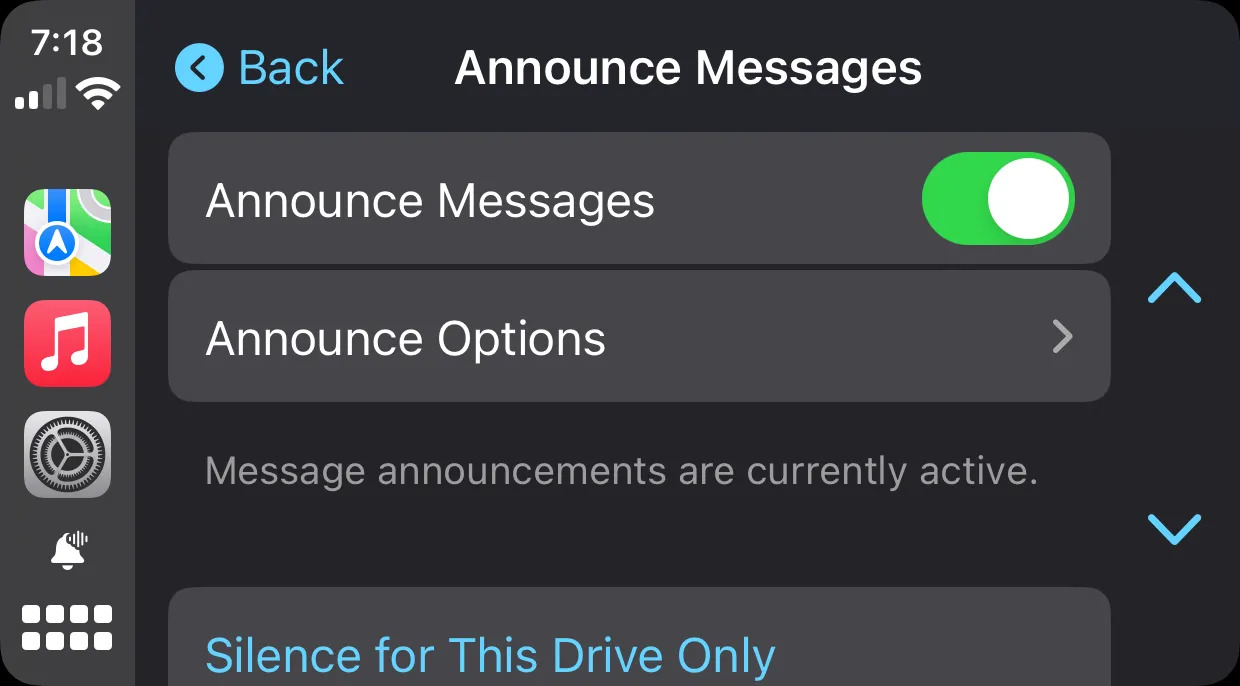 7:18
Back
Announce Messages
Announce Messages
Announce Options
Message announcements are currently active.
Silence for This Drive Only